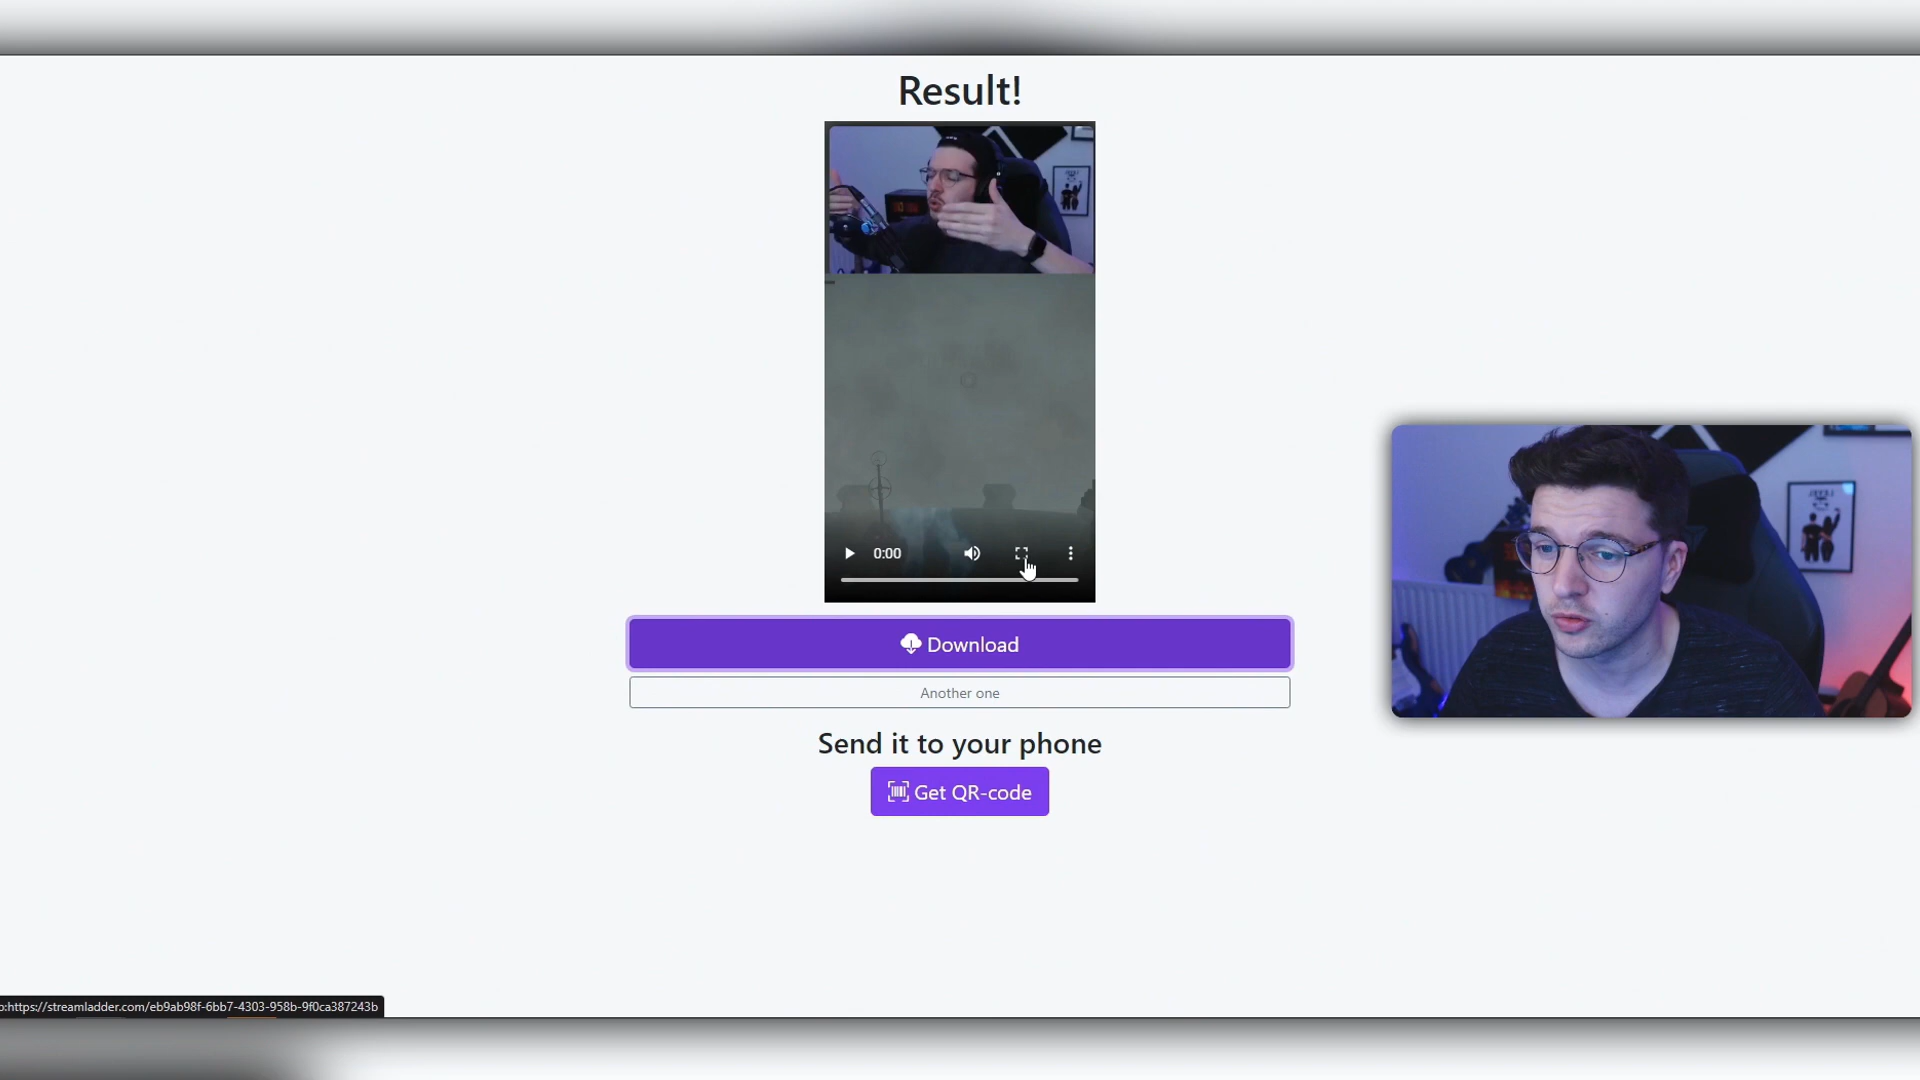 Result!
0:00
Download
Another one
Send it to your phone
Get QR-code
b:https://streamladder.com/eb9ab98f-6bb7-4303-958b-9f0ca387243b